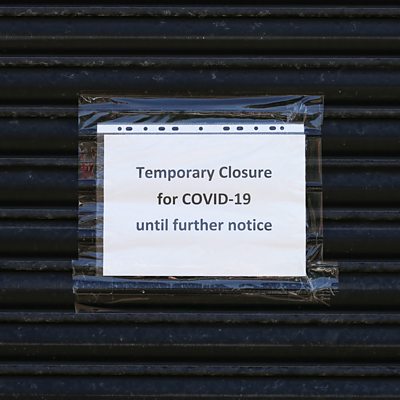 Temporary Closure
for COVID-19
until further notice